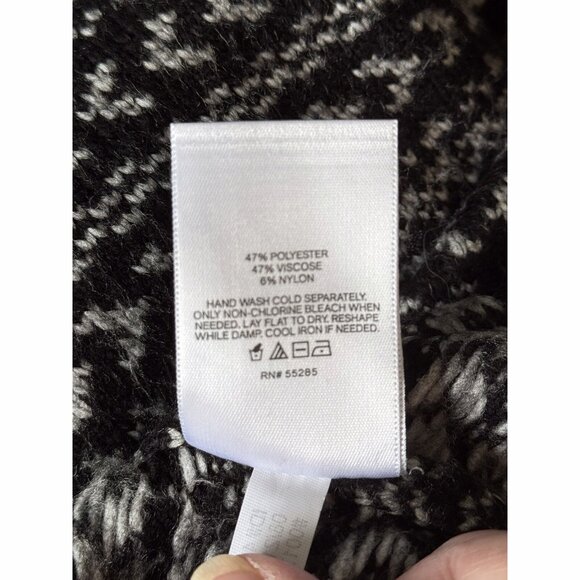 47% POLYESTER
47% VISCOSE
6% NYLON
HAND WASH COLD SEPARATELY.
ONLY NON-CHLORINE BLEACH WHEN
NEEDED. LAY FLAT TO DRY. RESHAPE
WHILE DAMP. COOL IRON IF NEEDED.
RN# 55285